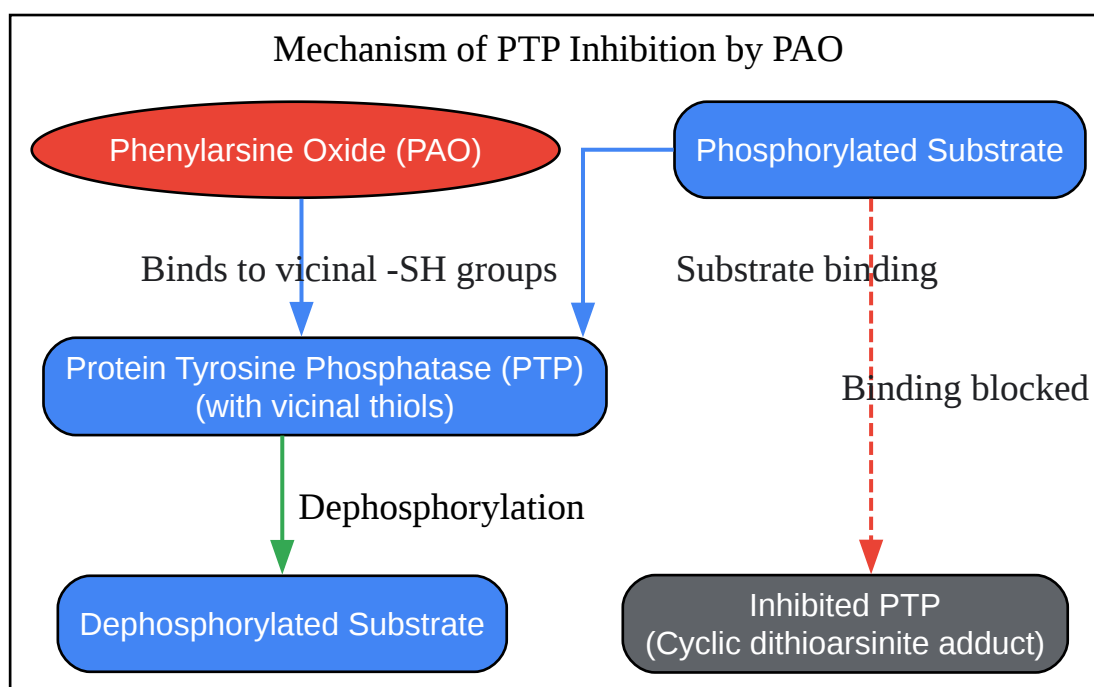 Mechanism of PTP Inhibition by PAO
Phenylarsine Oxide (PAO)
Phosphorylated Substrate
Binds to vicinal -SH groups
Substrate binding
Protein Tyrosine Phosphatase (PTP)
(with vicinal thiols)
Binding blocked
Dephosphorylation
Dephosphorylated Substrate
Inhibited PTP
(Cyclic dithioarsinite adduct)